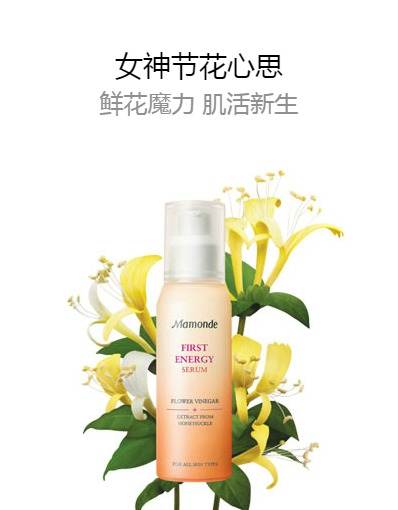 女神节花心思
鲜花魔力 肌活新生
Mamonde
FIRST
ENERGY
SERUM
FLOWER VINEGAR
+
EXTRACT FROM
HONEYSUCKLE
FOR ALL SKIN TYPES